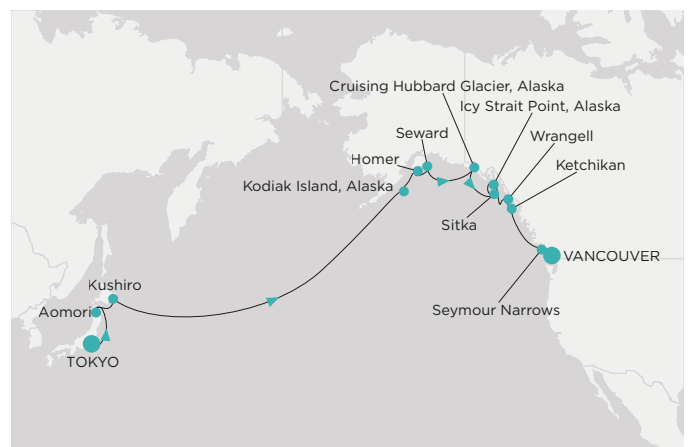 Cruising Hubbard Glacier, Alaska
Icy Strait Point, Alaska
Seward
Wrangell
Homer
Ketchikan
Kodiak Island, Alaska
Sitka
VANCOUVER
Kushiro
Seymour Narrows
Aomori
TOKYO